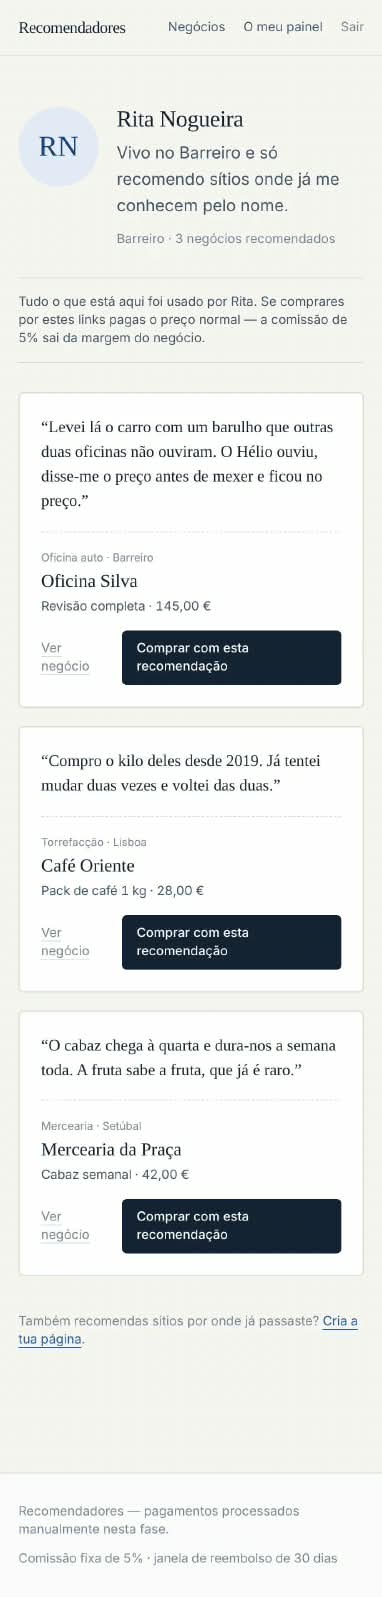 Recomendadores Negócios O meu painel Sair
RN
Rita Nogueira
Vivo no Barreiro e só
recomendo sítios onde já me
conhecem pelo nome.
Barreiro · 3 negócios recomendados
Tudo o que está aqui foi usado por Rita. Se comprares
por estes links pagas o preço normal — a comissão de
5% sai da margem do negócio.
“Levei lá o carro com um barulho que outras
duas oficinas não ouviram. O Hélio ouviu,
disse-me o preço antes de mexer e ficou no
preço.”
Oficina auto · Barreiro
Oficina Silva
Revisão completa · 145,00 €
Ver
negócio
Comprar com esta
recomendação
“Compro o kilo deles desde 2019. Já tentei
mudar duas vezes e voltei das duas.”
Torrefacção · Lisboa
Café Oriente
Pack de café 1 kg · 28,00 €
Ver
negócio
Comprar com esta
recomendação
“O cabaz chega à quarta e dura-nos a semana
toda. A fruta sabe a fruta, que já é raro.”
Mercearia · Setúbal
Mercearia da Praça
Cabaz semanal · 42,00 €
Ver
negócio
Comprar com esta
recomendação
Também recomendas sítios por onde já passaste? Cria a
tua página.
Recomendadores — pagamentos processados
manualmente nesta fase.
Comissão fixa de 5% · janela de reembolso de 30 dias